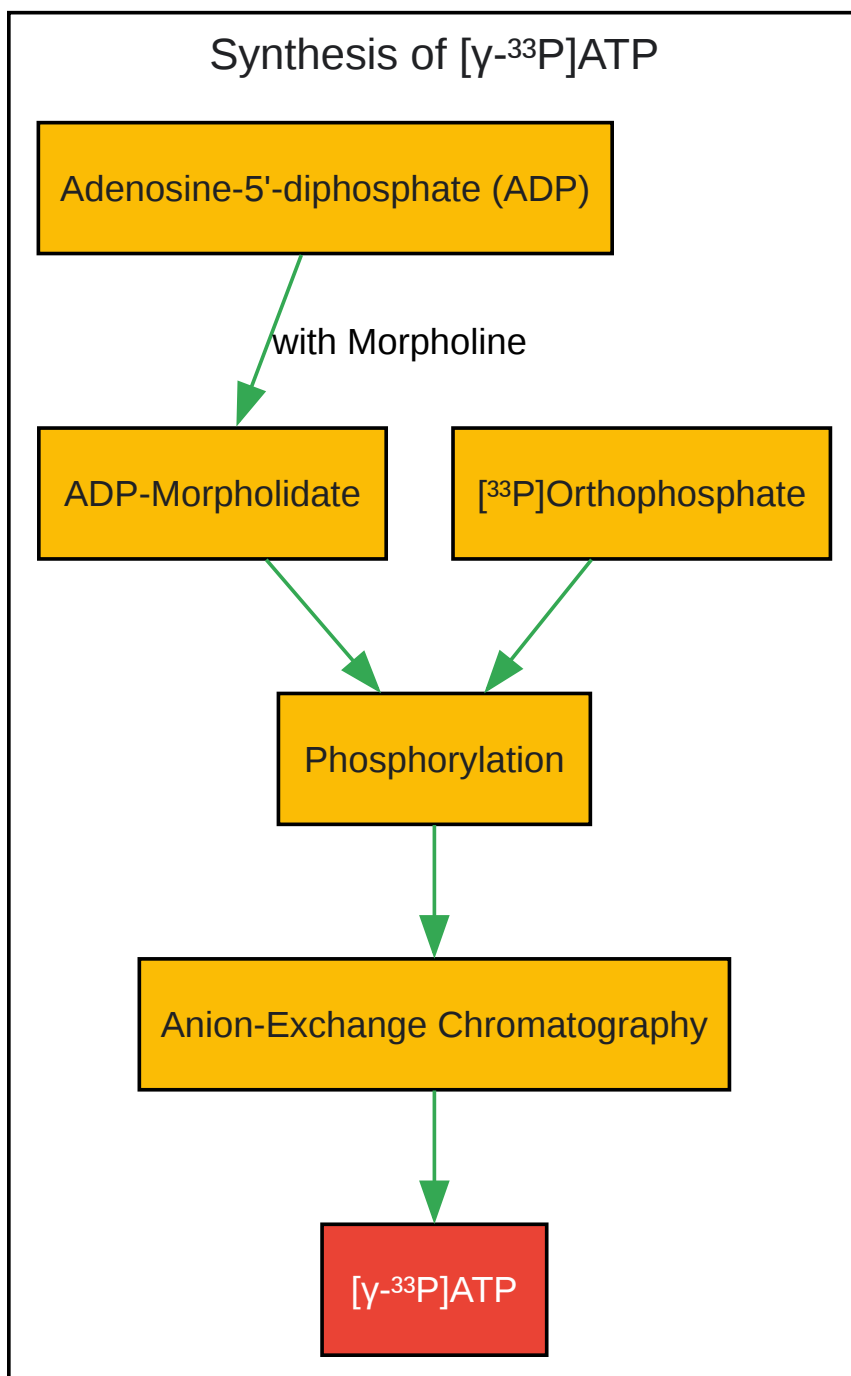 Synthesis of [γ-³³P]ATP
Adenosine-5'-diphosphate (ADP)
with Morpholine
ADP-Morpholidate
[³³P]Orthophosphate
Phosphorylation
Anion-Exchange Chromatography
[γ-³³P]ATP